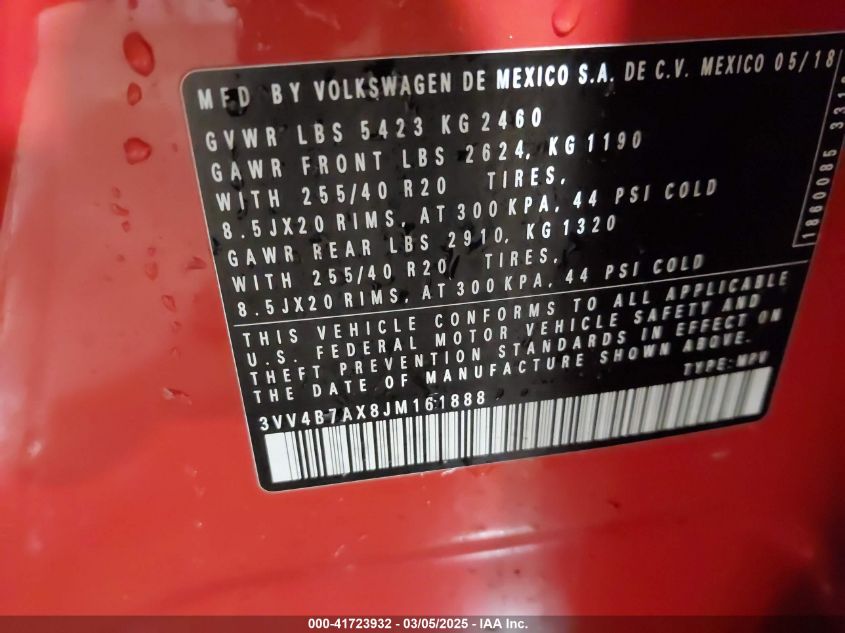 MFD BY VOLKSWAGEN DE MEXICO S.A. DE C.V. MEXICO 05/18
GVWR LBS 5423 KG 2460
GAWR FRONT LBS 2624, KG 1190
WITH 255/40 R20 TIRES,
8.5JX20 RIMS, AT 300 KPA, 44 PSI COLD
GAWR REAR LBS 2910, KG 1320
WITH 255/40 R20 TIRES,
8.5JX20 RIMS, AT 300 KPA, 44 PSI COLD
THIS VEHICLE CONFORMS TO ALL APPLICABLE
U.S. FEDERAL MOTOR VEHICLE SAFETY AND
THEFT PREVENTION STANDARDS IN EFFECT ON
THE DATE OF MANUFACTURE SHOWN ABOVE.
3VV4B7AX8JM161888 TYPE:MPV
1860085
000-41723932 - 03/05/2025 - IAA Inc.